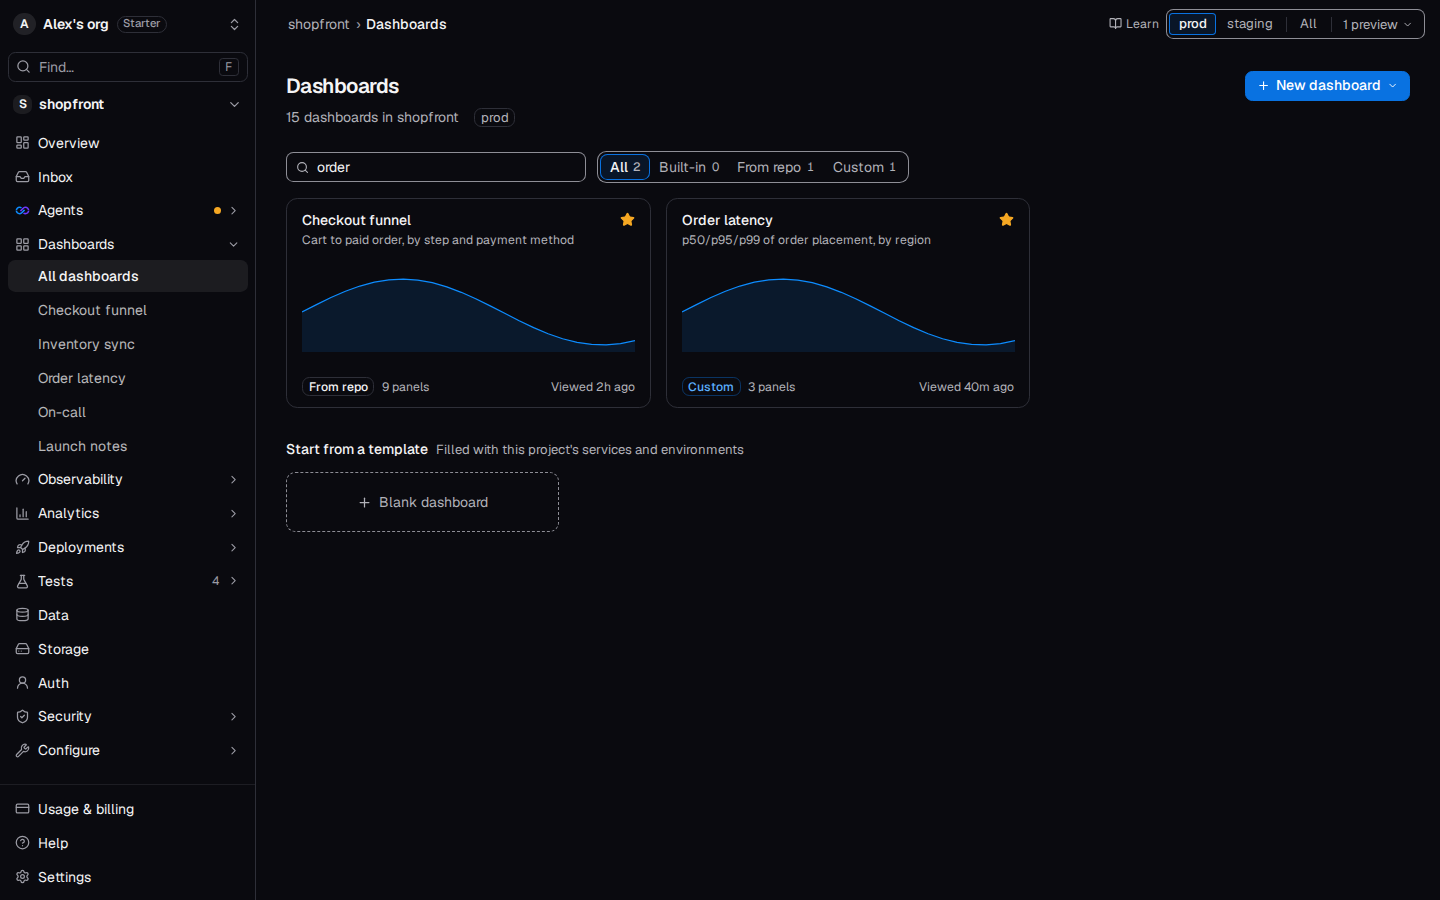 A Alex's org Starter
Find... F
S shopfront
Overview
Inbox
Agents
Dashboards
All dashboards
Checkout funnel
Inventory sync
Order latency
On-call
Launch notes
Observability
Analytics
Deployments
Tests 4
Data
Storage
Auth
Security
Configure
Usage & billing
Help
Settings
shopfront › Dashboards
Learn prod staging All 1 preview
Dashboards
New dashboard
15 dashboards in shopfront prod
order
All 2 Built-in 0 From repo 1 Custom 1
Checkout funnel
Cart to paid order, by step and payment method
From repo 9 panels Viewed 2h ago
Order latency
p50/p95/p99 of order placement, by region
Custom 3 panels Viewed 40m ago
Start from a template Filled with this project's services and environments
Blank dashboard